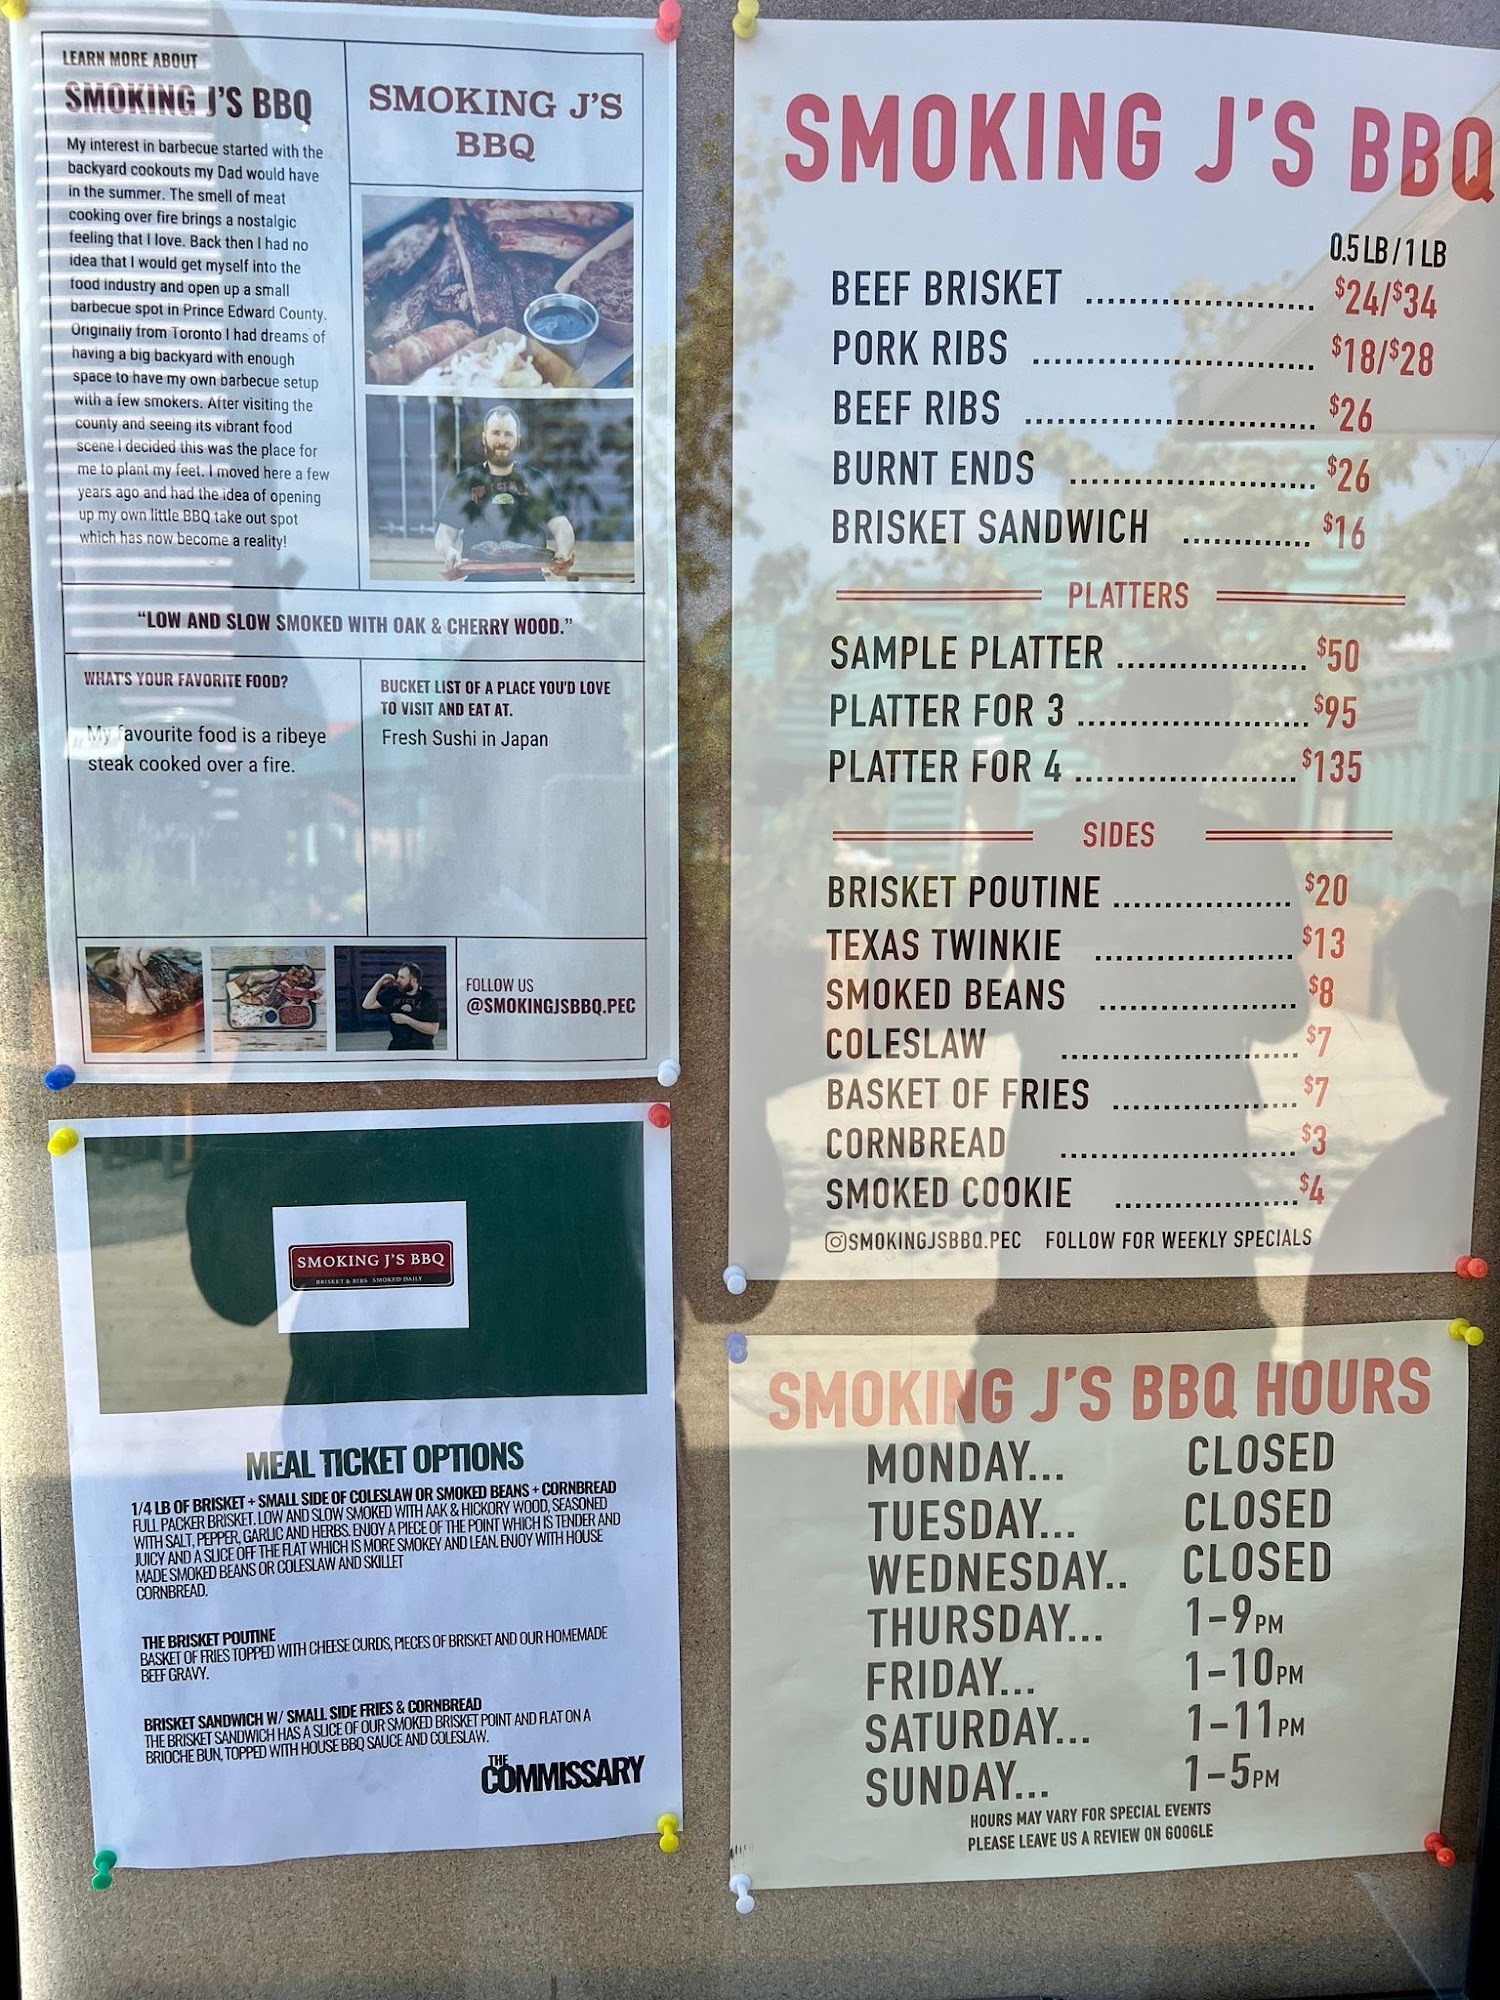 LEARN MORE ABOUT
SMOKING J'S BBQ
My interest in barbecue started with the
backyard cookouts my Dad would have
in the summer. The smell of meat
cooking over fire brings a nostalgic
feeling that I love. Back then I had no
idea that I would get myself into the
food industry and open up a small
barbecue spot in Prince Edward County.
Originally from Toronto I had dreams of
having a big backyard with enough
space to have my own barbecue setup
with a few smokers. After visiting the
county and seeing its vibrant food
scene I decided this was the place for
me to plant my feet. I moved here a few
years ago and had the idea of opening
up my own little BBQ take out spot
which has now become a reality!
SMOKING J'S
BBQ
"LOW AND SLOW SMOKED WITH OAK & CHERRY WOOD."
WHAT'S YOUR FAVORITE FOOD?
My favourite food is a ribeye
steak cooked over a fire.
BUCKET LIST OF A PLACE YOU'D LOVE
TO VISIT AND EAT AT.
Fresh Sushi in Japan
FOLLOW US
@SMOKINGJSBBQ.PEC
SMOKING J'S BBQ
BRISKET & RIBS SMOKED DAILY
MEAL TICKET OPTIONS
1/4 LB OF BRISKET + SMALL SIDE OF COLESLAW OR SMOKED BEANS + CORNBREAD
FULL PACKER BRISKET. LOW AND SLOW SMOKED WITH AAK & HICKORY WOOD, SEASONED
WITH SALT, PEPPER, GARLIC AND HERBS. ENJOY A PIECE OF THE POINT WHICH IS TENDER AND
JUICY AND A SLICE OFF THE FLAT WHICH IS MORE SMOKEY AND LEAN. ENJOY WITH HOUSE
MADE SMOKED BEANS OR COLESLAW AND SKILLET
CORNBREAD.
THE BRISKET POUTINE
BASKET OF FRIES TOPPED WITH CHEESE CURDS, PIECES OF BRISKET AND OUR HOMEMADE
BEEF GRAVY.
BRISKET SANDWICH W/ SMALL SIDE FRIES & CORNBREAD
THE BRISKET SANDWICH HAS A SLICE OF OUR SMOKED BRISKET POINT AND FLAT ON A
BRIOCHE BUN, TOPPED WITH HOUSE BBQ SAUCE AND COLESLAW.
THE
COMMISSARY
SMOKING J'S BBQ
0.5 LB / 1 LB
BEEF BRISKET ...................... $24/$34
PORK RIBS ........................... $18/$28
BEEF RIBS ............................ $26
BURNT ENDS ........................ $26
BRISKET SANDWICH ............. $16
PLATTERS
SAMPLE PLATTER .................. $50
PLATTER FOR 3 ...................... $95
PLATTER FOR 4 ..................... $135
SIDES
BRISKET POUTINE .................. $20
TEXAS TWINKIE ................... $13
SMOKED BEANS ................... $8
COLESLAW ....................... $7
BASKET OF FRIES .................. $7
CORNBREAD ....................... $3
SMOKED COOKIE .................. $4
SMOKINGJSBBQ.PEC FOLLOW FOR WEEKLY SPECIALS
SMOKING J'S BBQ HOURS
MONDAY... CLOSED
TUESDAY... CLOSED
WEDNESDAY.. CLOSED
THURSDAY... 1-9PM
FRIDAY... 1-10PM
SATURDAY... 1-11PM
SUNDAY... 1-5PM
HOURS MAY VARY FOR SPECIAL EVENTS
PLEASE LEAVE US A REVIEW ON GOOGLE